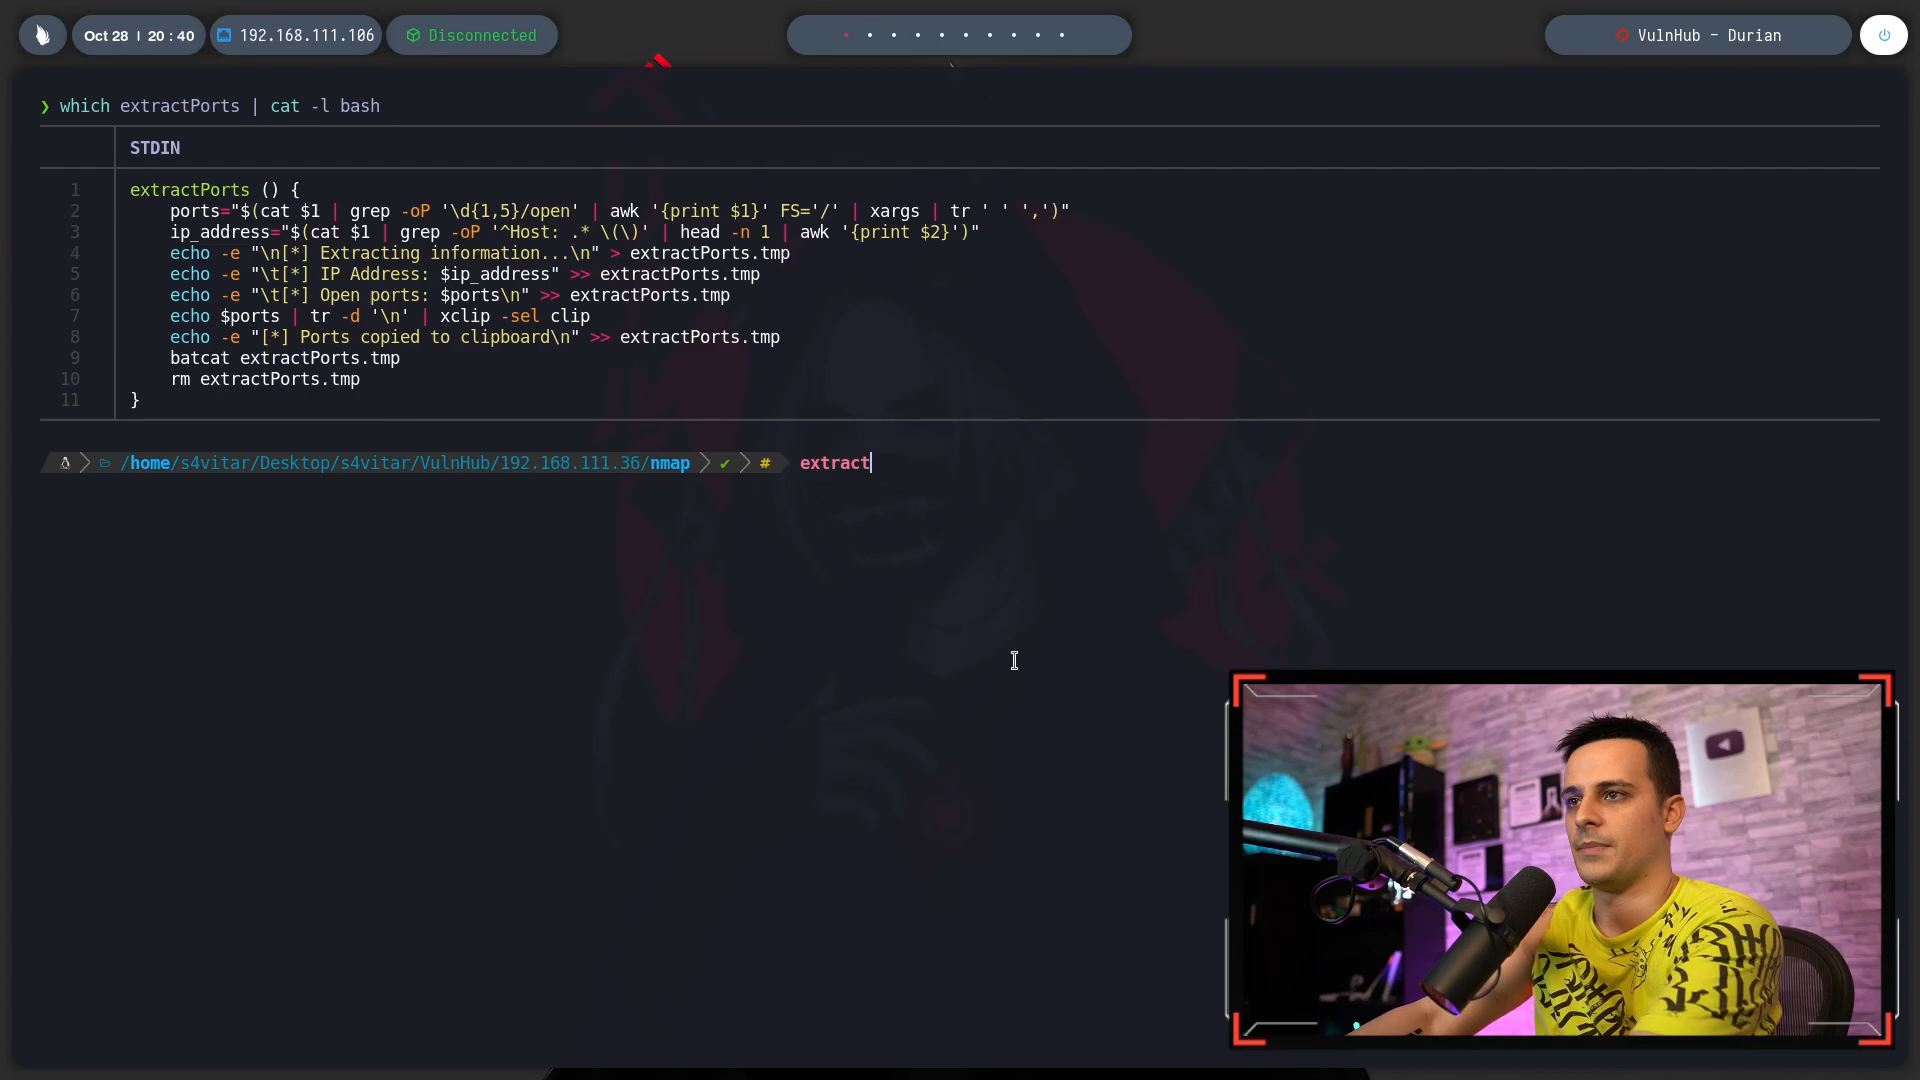 Oct 28 | 20 : 40
192.168.111.106
Disconnected
VulnHub - Durian
❯ which extractPorts | cat -l bash
STDIN
1 extractPorts () {
2 ports="$(cat $1 | grep -oP '\d{1,5}/open' | awk '{print $1}' FS='/' | xargs | tr ' ' ',')"
3 ip_address="$(cat $1 | grep -oP '^Host: .* \(\)' | head -n 1 | awk '{print $2}')"
4 echo -e "\n[*] Extracting information...\n" > extractPorts.tmp
5 echo -e "\t[*] IP Address: $ip_address" >> extractPorts.tmp
6 echo -e "\t[*] Open ports: $ports\n" >> extractPorts.tmp
7 echo $ports | tr -d '\n' | xclip -sel clip
8 echo -e "[*] Ports copied to clipboard\n" >> extractPorts.tmp
9 batcat extractPorts.tmp
10 rm extractPorts.tmp
11 }
/home/s4vitar/Desktop/s4vitar/VulnHub/192.168.111.36/nmap ✔ # extract